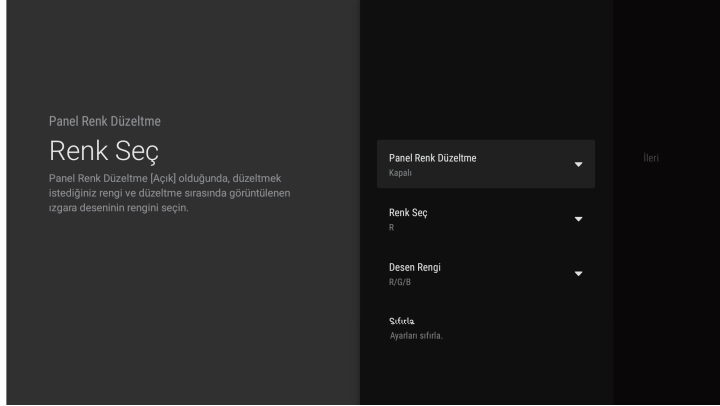 Panel Renk Düzeltme
Renk Seç
Panel Renk Düzeltme [Açık] olduğunda, düzeltmek
istediğiniz rengi ve düzeltme sırasında görüntülenen
ızgara deseninin rengini seçin.
Panel Renk Düzeltme
Kapalı
Renk Seç
R
Desen Rengi
R/G/B
Sıfırla
Ayarları sıfırla.
İleri